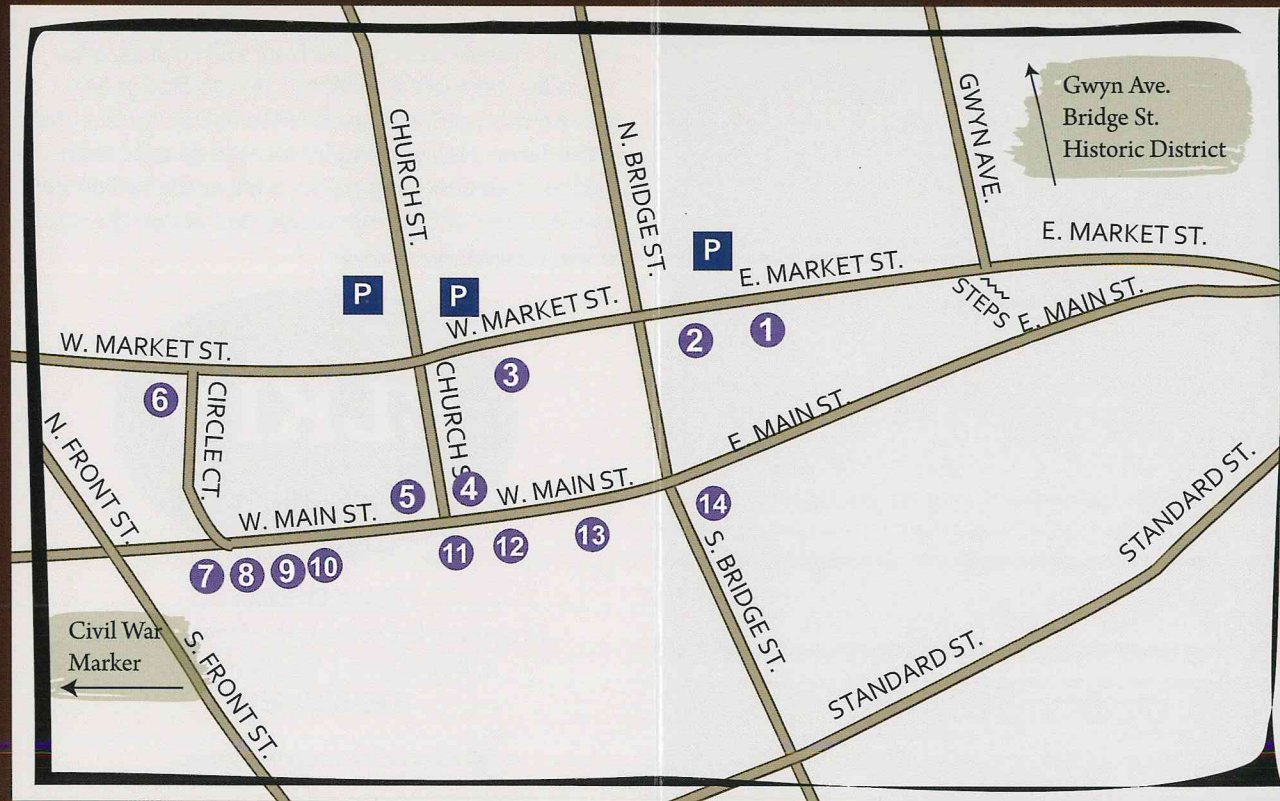 CHURCH ST.
N. BRIDGE ST.
GWYN AVE.
Gwyn Ave.
Bridge St.
Historic District
E. MARKET ST.
P
E. MARKET ST.
P
P
W. MARKET ST.
STEPS
E. MAIN ST.
W. MARKET ST.
2
1
3
6
CIRCLE CT.
CHURCH S
E. MAIN ST.
N. FRONT ST.
5
4
W. MAIN ST.
W. MAIN ST.
14
STANDARD ST.
7
8
9
10
11
12
13
S. BRIDGE ST.
Civil War
Marker
S. FRONT ST.
STANDARD ST.